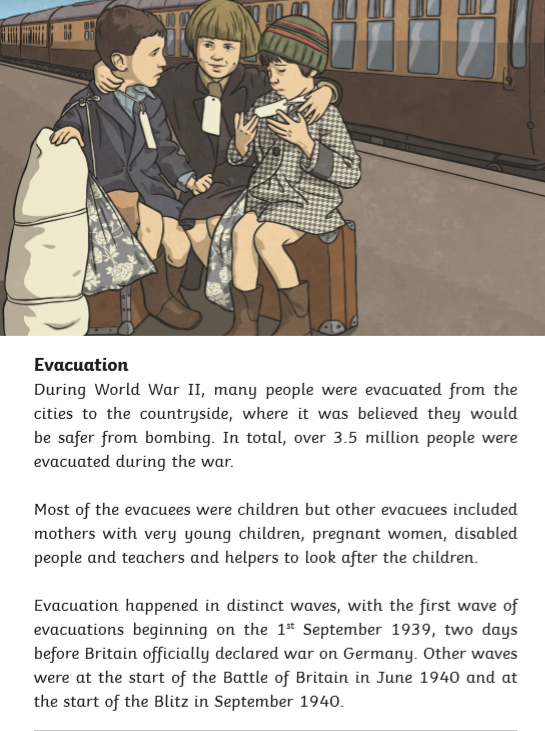 Evacuation
During World War II, many people were evacuated from the
cities to the countryside, where it was believed they would
be safer from bombing. In total, over 3.5 million people were
evacuated during the war.
Most of the evacuees were children but other evacuees included
mothers with very young children, pregnant women, disabled
people and teachers and helpers to look after the children.
Evacuation happened in distinct waves, with the first wave of
evacuations beginning on the 1st September 1939, two days
before Britain officially declared war on Germany. Other waves
were at the start of the Battle of Britain in June 1940 and at
the start of the Blitz in September 1940.